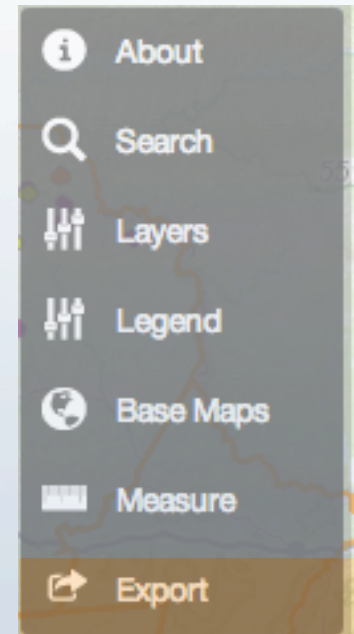 About
Search
Layers
Legend
Base Maps
Measure
Export